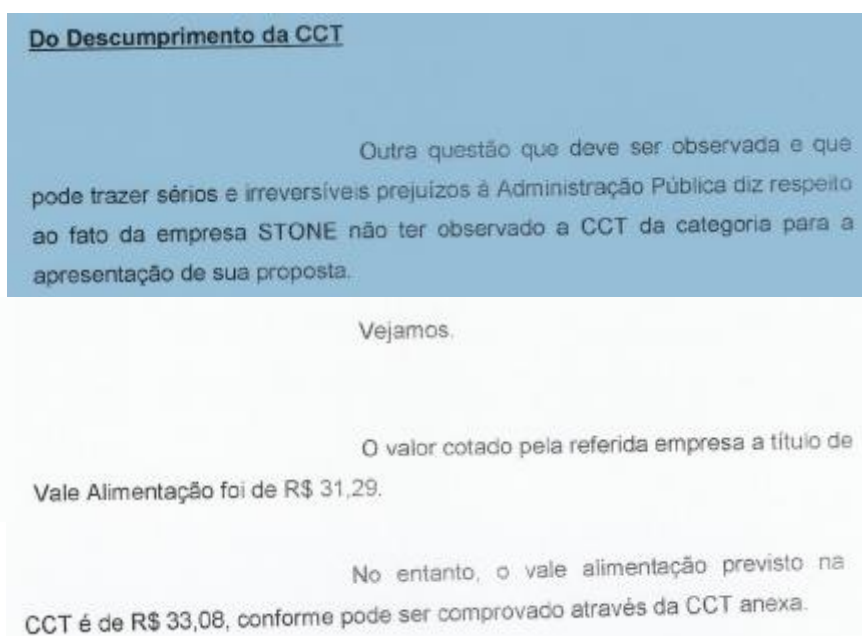 Do Descumprimento da CCT
Outra questão que deve ser observada e que
pode trazer sérios e irreversíveis prejuízos à Administração Pública diz respeito
ao fato da empresa STONE não ter observado a CCT da categoria para a
apresentação de sua proposta.
Vejamos.
O valor cotado pela referida empresa a título de
Vale Alimentação foi de R$ 31,29.
No entanto, o vale alimentação previsto na
CCT é de R$ 33,08, conforme pode ser comprovado através da CCT anexa.